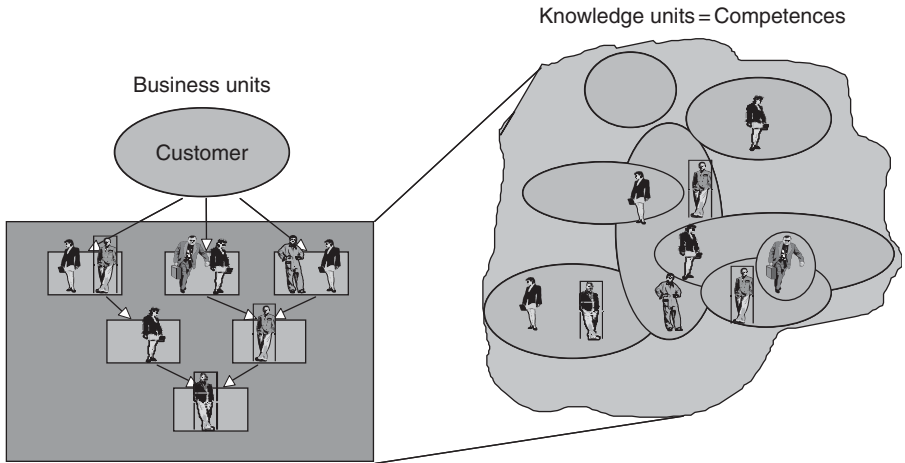 Knowledge units = Competences
Business units
Customer